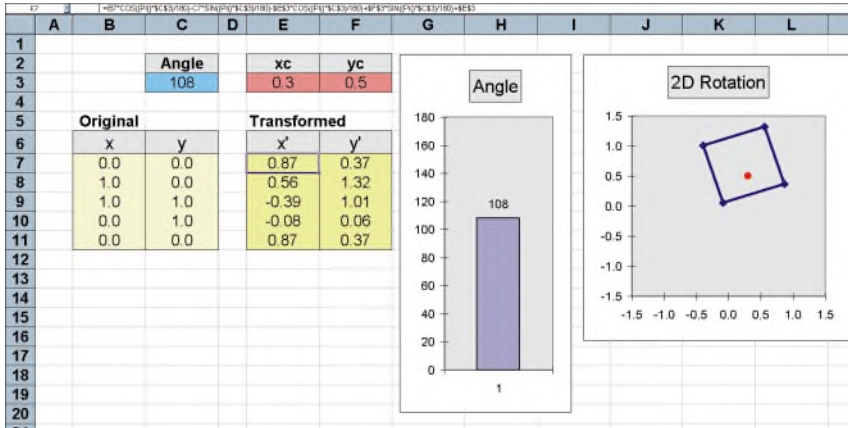 E7 =B7*COS((PI()*$C$3)/180)-C7*SIN((PI()*$C$3)/180)-$E$3*COS((PI()*$C$3)/180)+$F$3*SIN((PI()*$C$3)/180)+$E$3
A B C D E F G H I J K L
1
2 Angle xc yc
3 108 0.3 0.5
4
5 Original Transformed
6 x y x' y'
7 0.0 0.0 0.87 0.37
8 1.0 0.0 0.56 1.32
9 1.0 1.0 -0.39 1.01
10 0.0 1.0 -0.08 0.06
11 0.0 0.0 0.87 0.37
12
13
14
15
16
17
18
19
20
Angle
180
160
140
120
100
80
60
40
20
0
108
1
2D Rotation
1.5
1.0
0.5
0.0
-0.5
-1.0
-1.5
-1.5 -1.0 -0.5 0.0 0.5 1.0 1.5